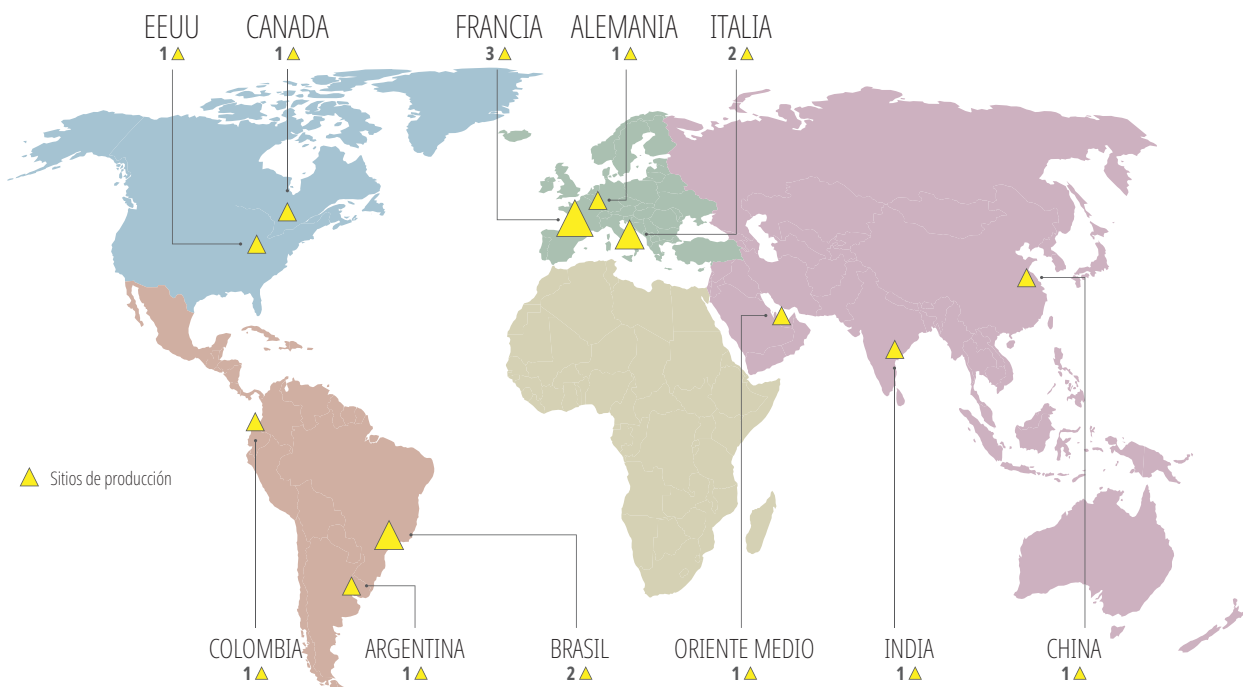 EEUU
1
CANADA
1
FRANCIA
3
ALEMANIA
1
ITALIA
2
Sitios de producción
COLOMBIA
1
ARGENTINA
1
BRASIL
2
ORIENTE MEDIO
1
INDIA
1
CHINA
1